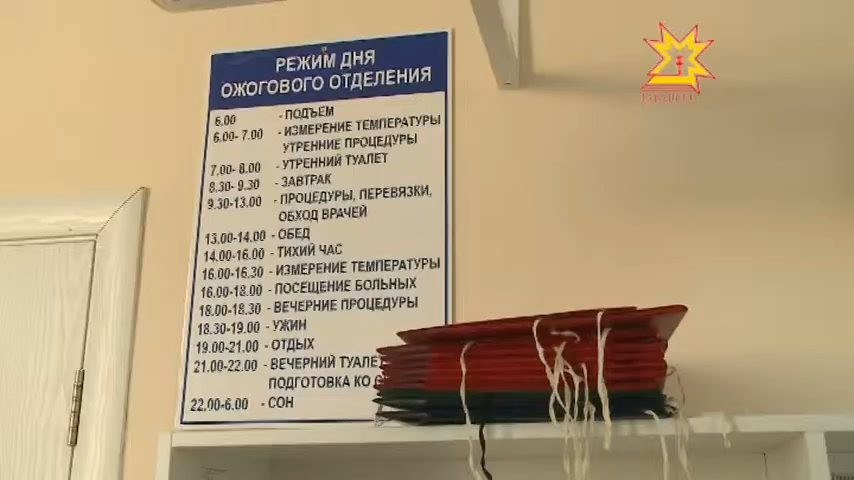 РЕЖИМ ДНЯ
ОЖОГОВОГО ОТДЕЛЕНИЯ
6.00 - ПОДЪЕМ
6.00- 7.00 - ИЗМЕРЕНИЕ ТЕМПЕРАТУРЫ
УТРЕННИЕ ПРОЦЕДУРЫ
7.00- 8.00 - УТРЕННИЙ ТУАЛЕТ
8.30- 9.30 - ЗАВТРАК
9.30-13.00 - ПРОЦЕДУРЫ, ПЕРЕВЯЗКИ,
ОБХОД ВРАЧЕЙ
13.00-14.00 - ОБЕД
14.00-16.00 - ТИХИЙ ЧАС
16.00-16.30 - ИЗМЕРЕНИЕ ТЕМПЕРАТУРЫ
16.00-18.00 - ПОСЕЩЕНИЕ БОЛЬНЫХ
18.00-18.30 - ВЕЧЕРНИЕ ПРОЦЕДУРЫ
18.30-19.00 - УЖИН
19.00-21.00 - ОТДЫХ
21.00-22.00 - ВЕЧЕРНИЙ ТУАЛЕ
ПОДГОТОВКА КО
22.00-6.00 - СОН